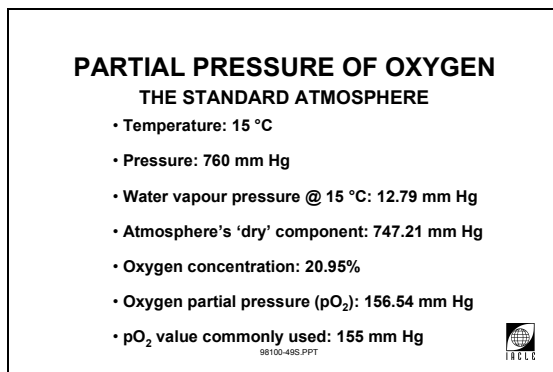 PARTIAL PRESSURE OF OXYGEN
THE STANDARD ATMOSPHERE
• Temperature: 15 °C
• Pressure: 760 mm Hg
• Water vapour pressure @ 15 °C: 12.79 mm Hg
• Atmosphere's 'dry' component: 747.21 mm Hg
• Oxygen concentration: 20.95%
• Oxygen partial pressure (pO₂): 156.54 mm Hg
• pO₂ value commonly used: 155 mm Hg
98100-49S.PPT
IACLE